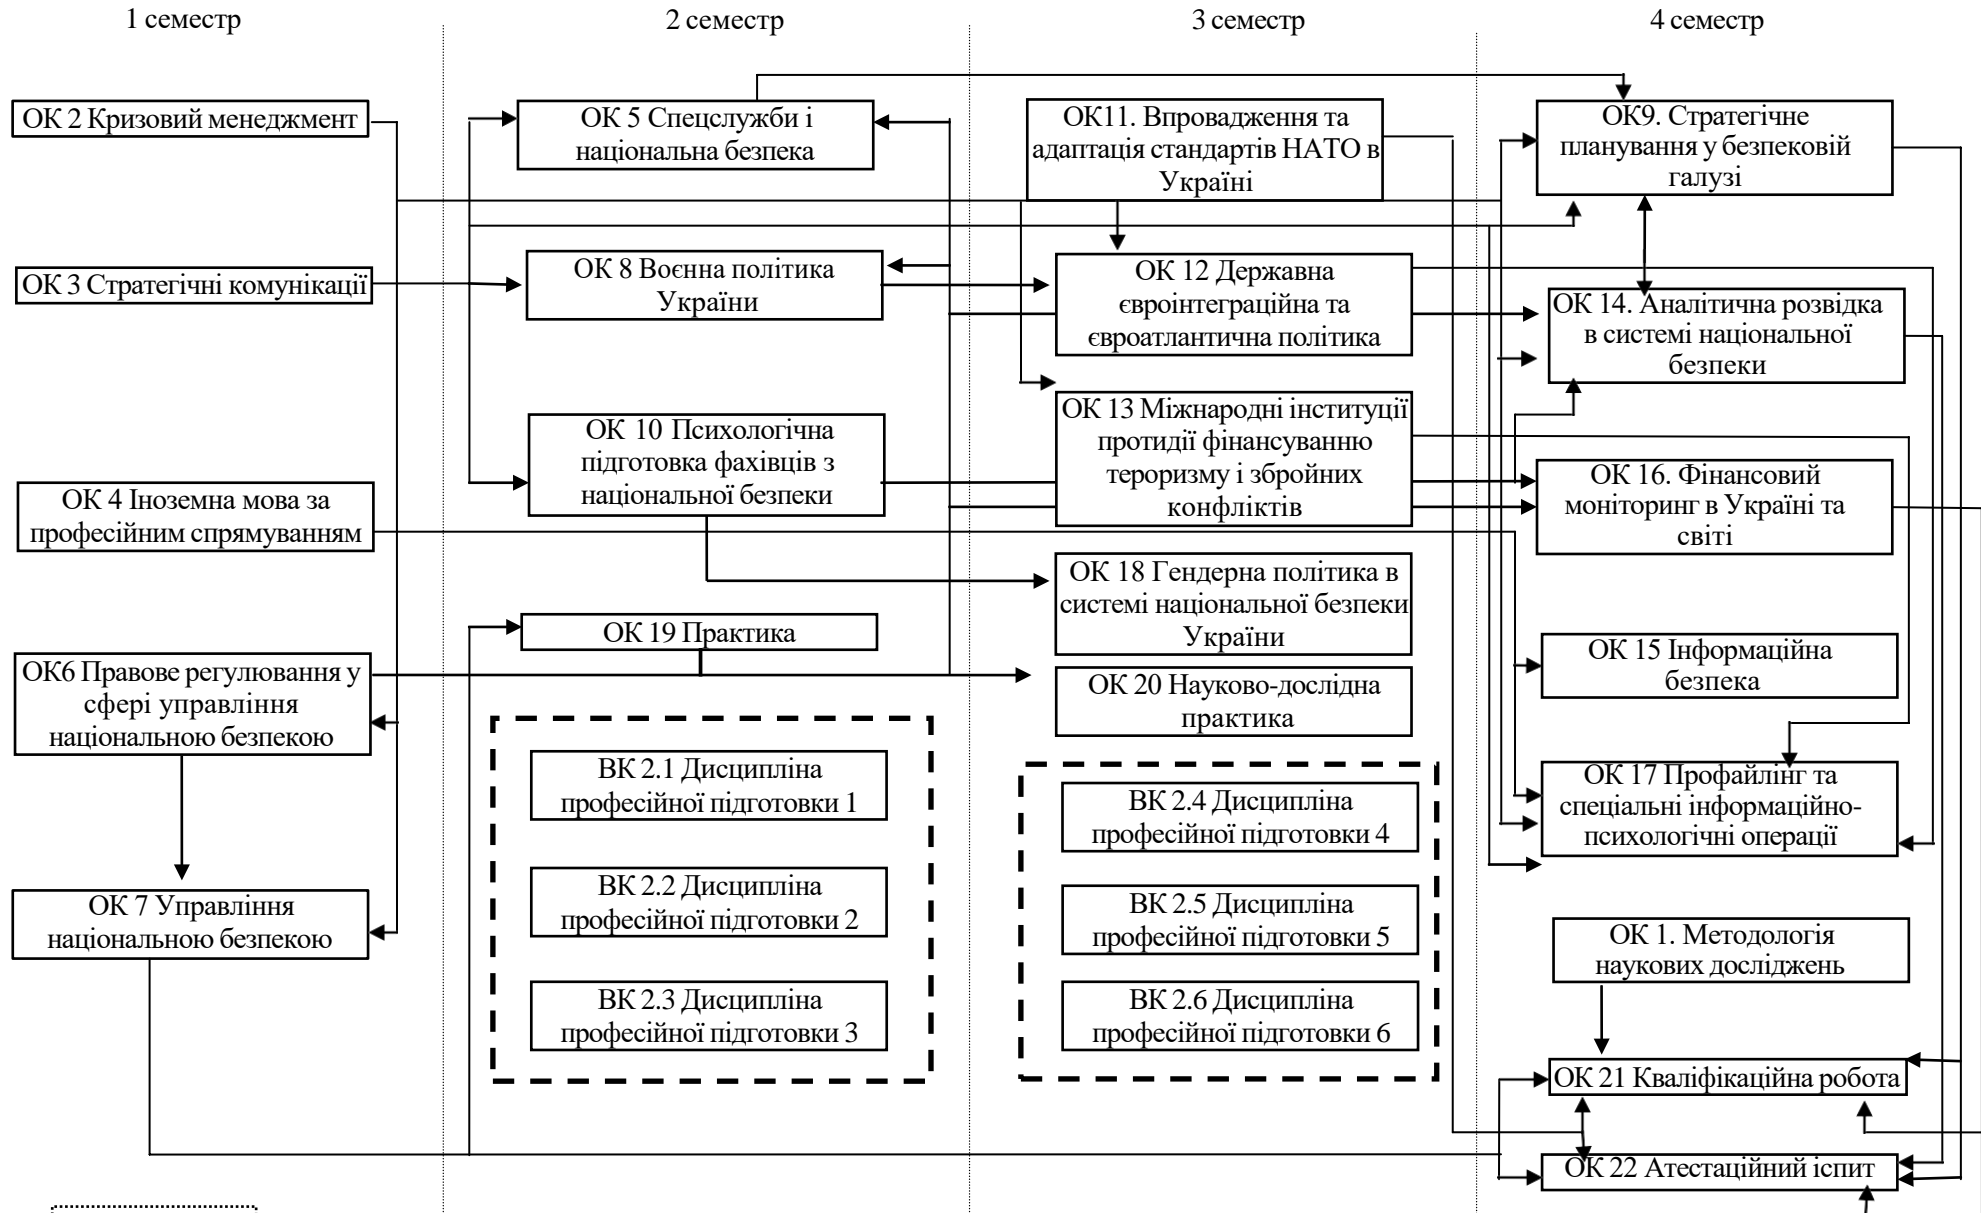 1 семестр
2 семестр
3 семестр
4 семестр
ОК 2 Кризовий менеджмент
ОК 3 Стратегічні комунікації
ОК 4 Іноземна мова за
професійним спрямуванням
ОК6 Правове регулювання у
сфері управління
національною безпекою
ОК 7 Управління
національною безпекою
ОК 5 Спецслужби і
національна безпека
ОК 8 Воєнна політика
України
ОК 10 Психологічна
підготовка фахівців з
національної безпеки
ОК 19 Практика
ВК 2.1 Дисципліна
професійної підготовки 1
ВК 2.2 Дисципліна
професійної підготовки 2
ВК 2.3 Дисципліна
професійної підготовки 3
ОК11. Впровадження та
адаптація стандартів НАТО в
Україні
ОК 12 Державна
євроінтеграційна та
євроатлантична політика
ОК 13 Міжнародні інституції
протидії фінансуванню
тероризму і збройних
конфліктів
ОК 18 Гендерна політика в
системі національної безпеки
України
ОК 20 Науково-дослідна
практика
ВК 2.4 Дисципліна
професійної підготовки 4
ВК 2.5 Дисципліна
професійної підготовки 5
ВК 2.6 Дисципліна
професійної підготовки 6
ОК9. Стратегічне
планування у безпековій
галузі
ОК 14. Аналітична розвідка
в системі національної
безпеки
ОК 16. Фінансовий
моніторинг в Україні та
світі
ОК 15 Інформаційна
безпека
ОК 17 Профайлінг та
спеціальні інформаційно-
психологічні операції
ОК 1. Методологія
наукових досліджень
ОК 21 Кваліфікаційна робота
ОК 22 Атестаційний іспит